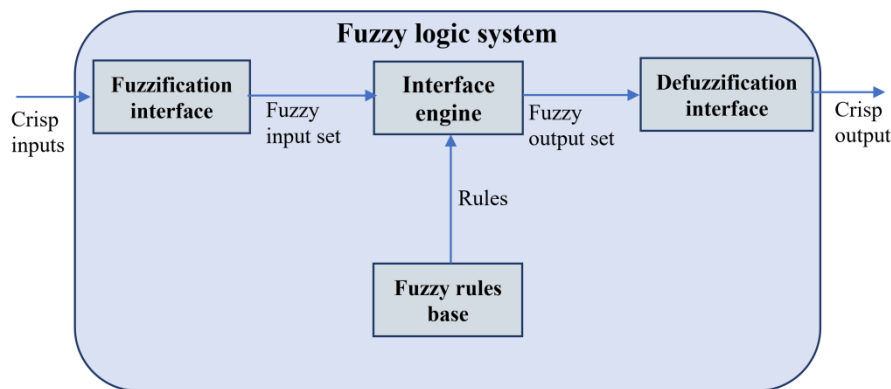 Fuzzy logic system
Fuzzification
interface
Interface
engine
Defuzzification
interface
Crisp
inputs
Fuzzy
input set
Fuzzy
output set
Crisp
output
Rules
Fuzzy rules
base